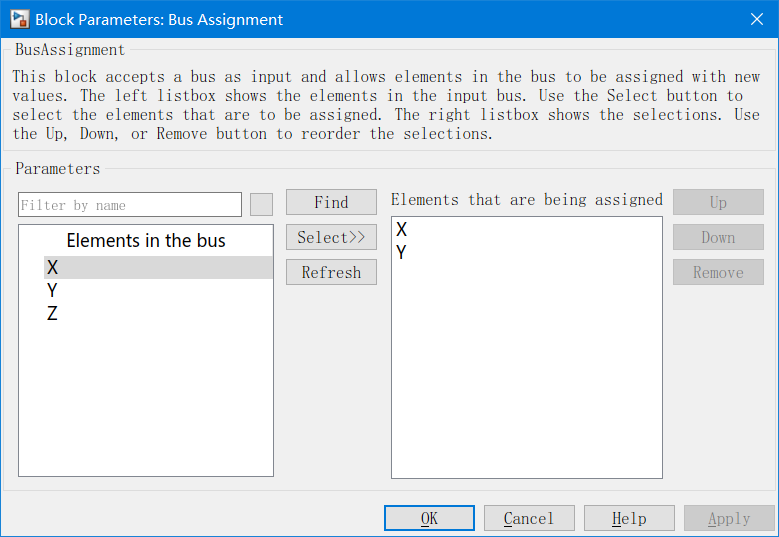 Block Parameters: Bus Assignment
BusAssignment
This block accepts a bus as input and allows elements in the bus to be assigned with new
values. The left listbox shows the elements in the input bus. Use the Select button to
select the elements that are to be assigned. The right listbox shows the selections. Use
the Up, Down, or Remove button to reorder the selections.
Parameters
Filter by name
Find
Elements that are being assigned
Up
Elements in the bus
Select>>
X
Down
X
Y
Refresh
Remove
Y
Z
OK
Cancel
Help
Apply